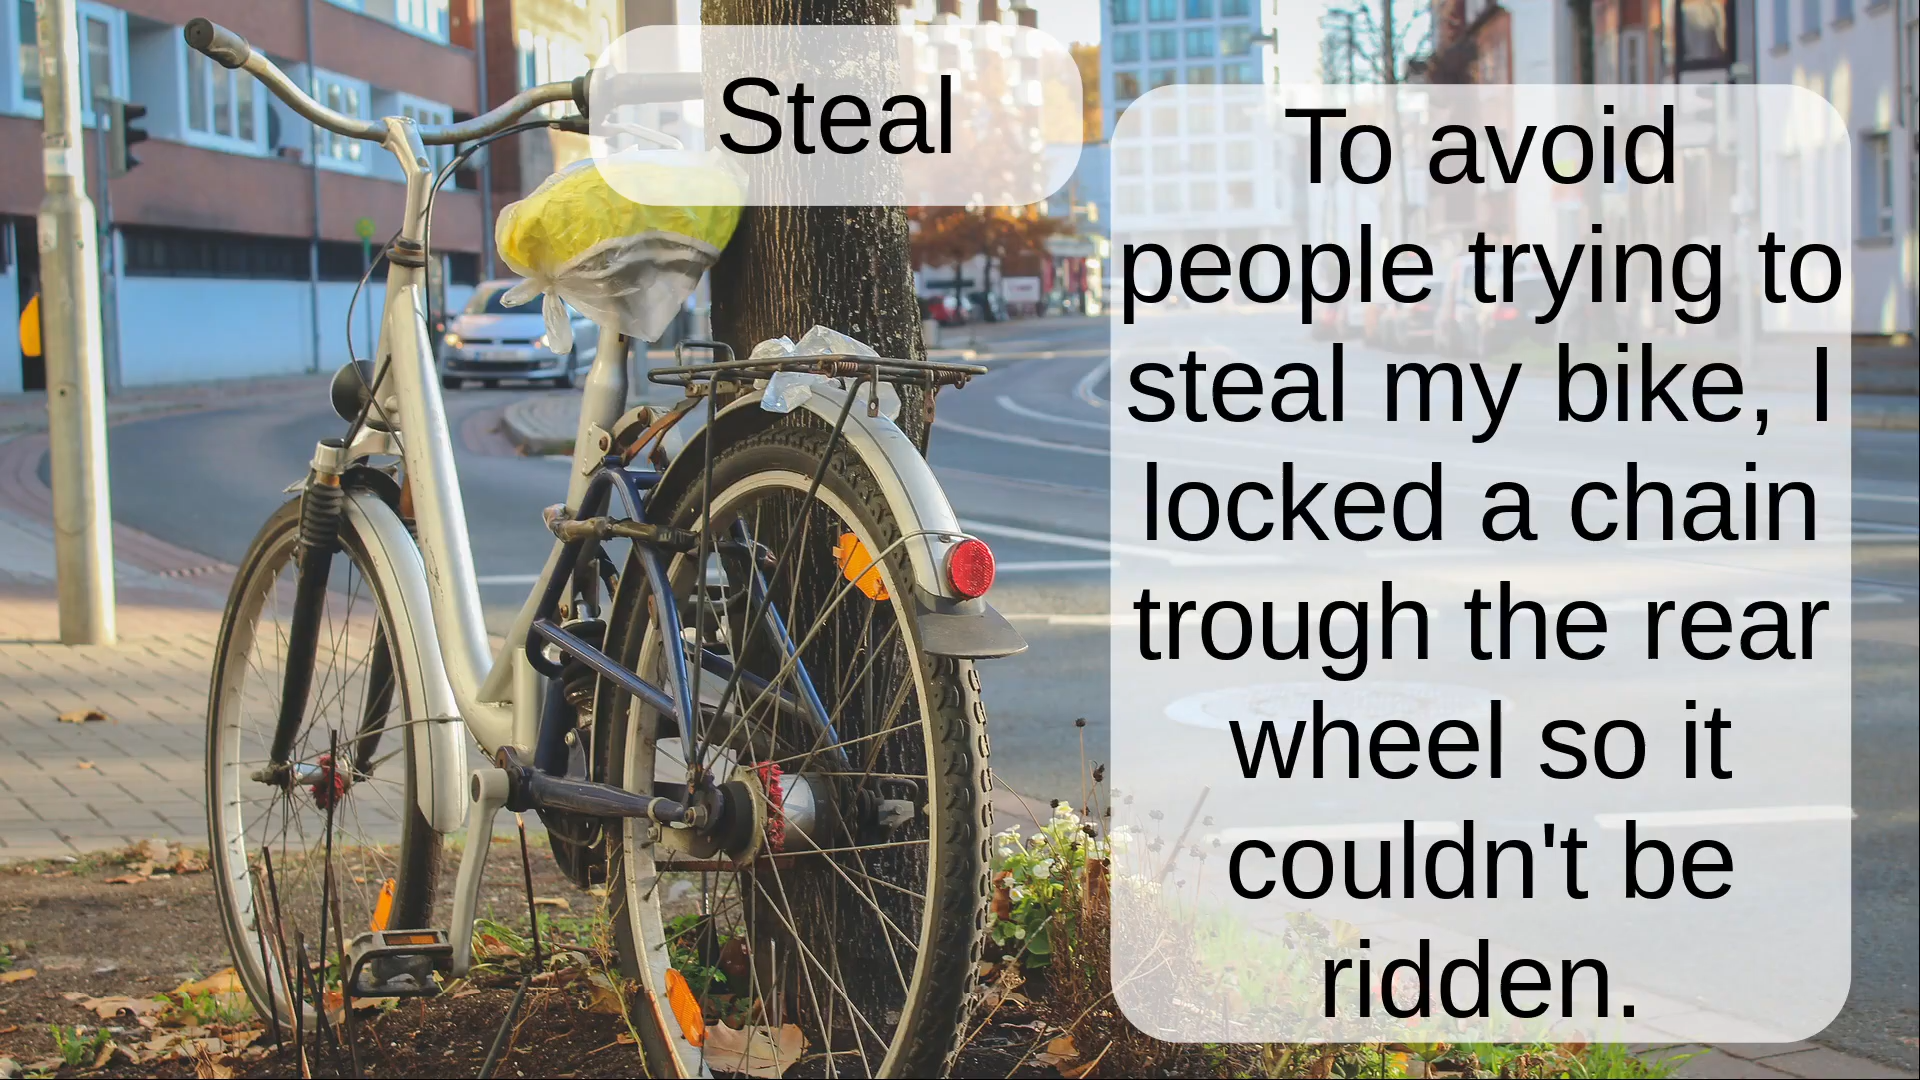 Steal
To avoid
people trying to
steal my bike, I
locked a chain
trough the rear
wheel so it
couldn't be
ridden.